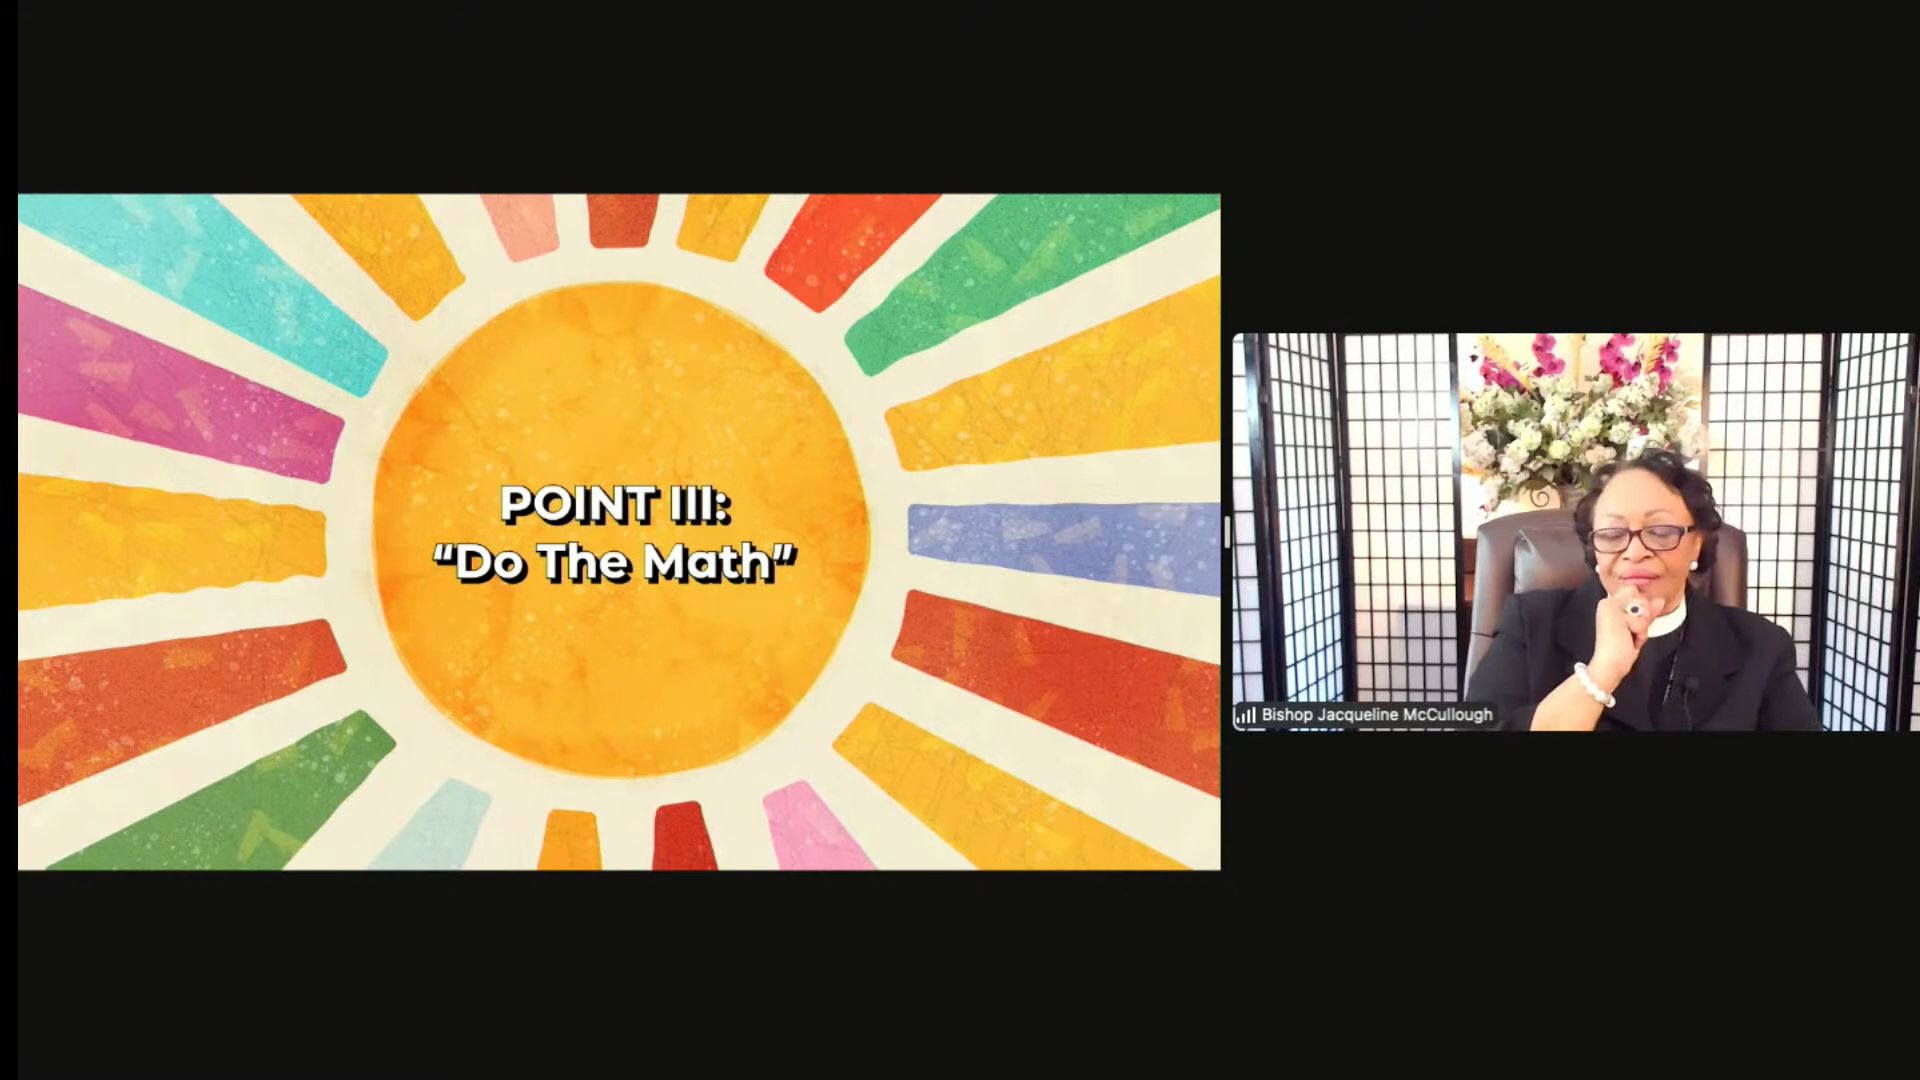 POINT III:
“Do The Math”
Bishop Jacqueline McCullough